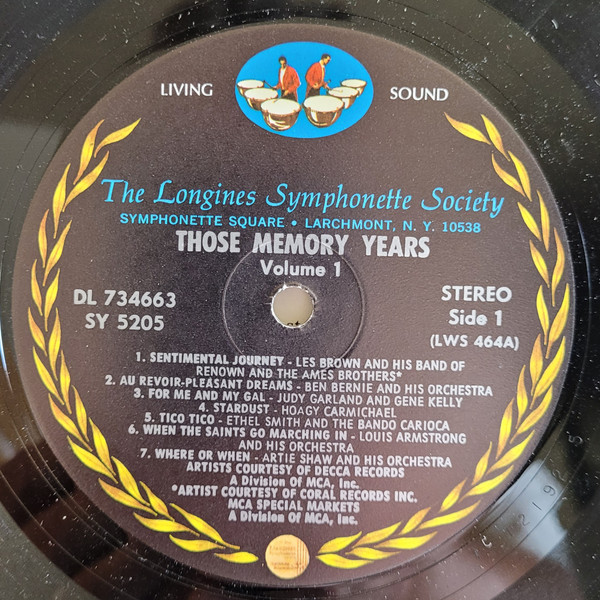 LIVING SOUND
The Longines Symphonette Society
SYMPHONETTE SQUARE • LARCHMONT, N. Y. 10538
THOSE MEMORY YEARS
Volume 1
DL 734663
SY 5205
STEREO
Side 1
(LWS 464A)
1. SENTIMENTAL JOURNEY - LES BROWN AND HIS BAND OF
RENOWN AND THE AMES BROTHERS*
2. AU REVOIR-PLEASANT DREAMS - BEN BERNIE AND HIS ORCHESTRA
3. FOR ME AND MY GAL - JUDY GARLAND AND GENE KELLY
4. STARDUST - HOAGY CARMICHAEL
5. TICO TICO - ETHEL SMITH AND THE BANDO CARIOCA
6. WHEN THE SAINTS GO MARCHING IN - LOUIS ARMSTRONG
AND HIS ORCHESTRA
7. WHERE OR WHEN - ARTIE SHAW AND HIS ORCHESTRA
ARTISTS COURTESY OF DECCA RECORDS
A Division Of MCA, Inc.
*ARTIST COURTESY OF CORAL RECORDS INC.
MCA SPECIAL MARKETS
A Division Of MCA, Inc.